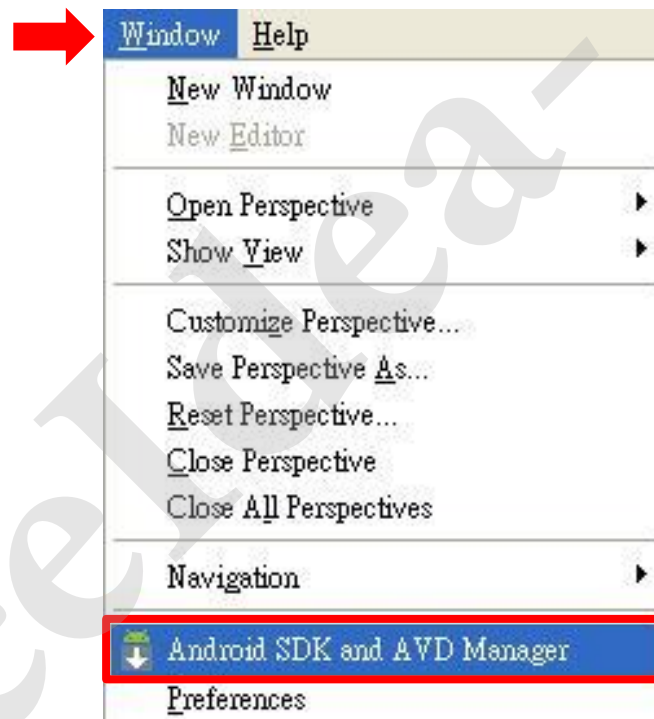 Window Help
New Window
New Editor
Open Perspective
Show View
Customize Perspective...
Save Perspective As...
Reset Perspective...
Close Perspective
Close All Perspectives
Navigation
Android SDK and AVD Manager
Preferences